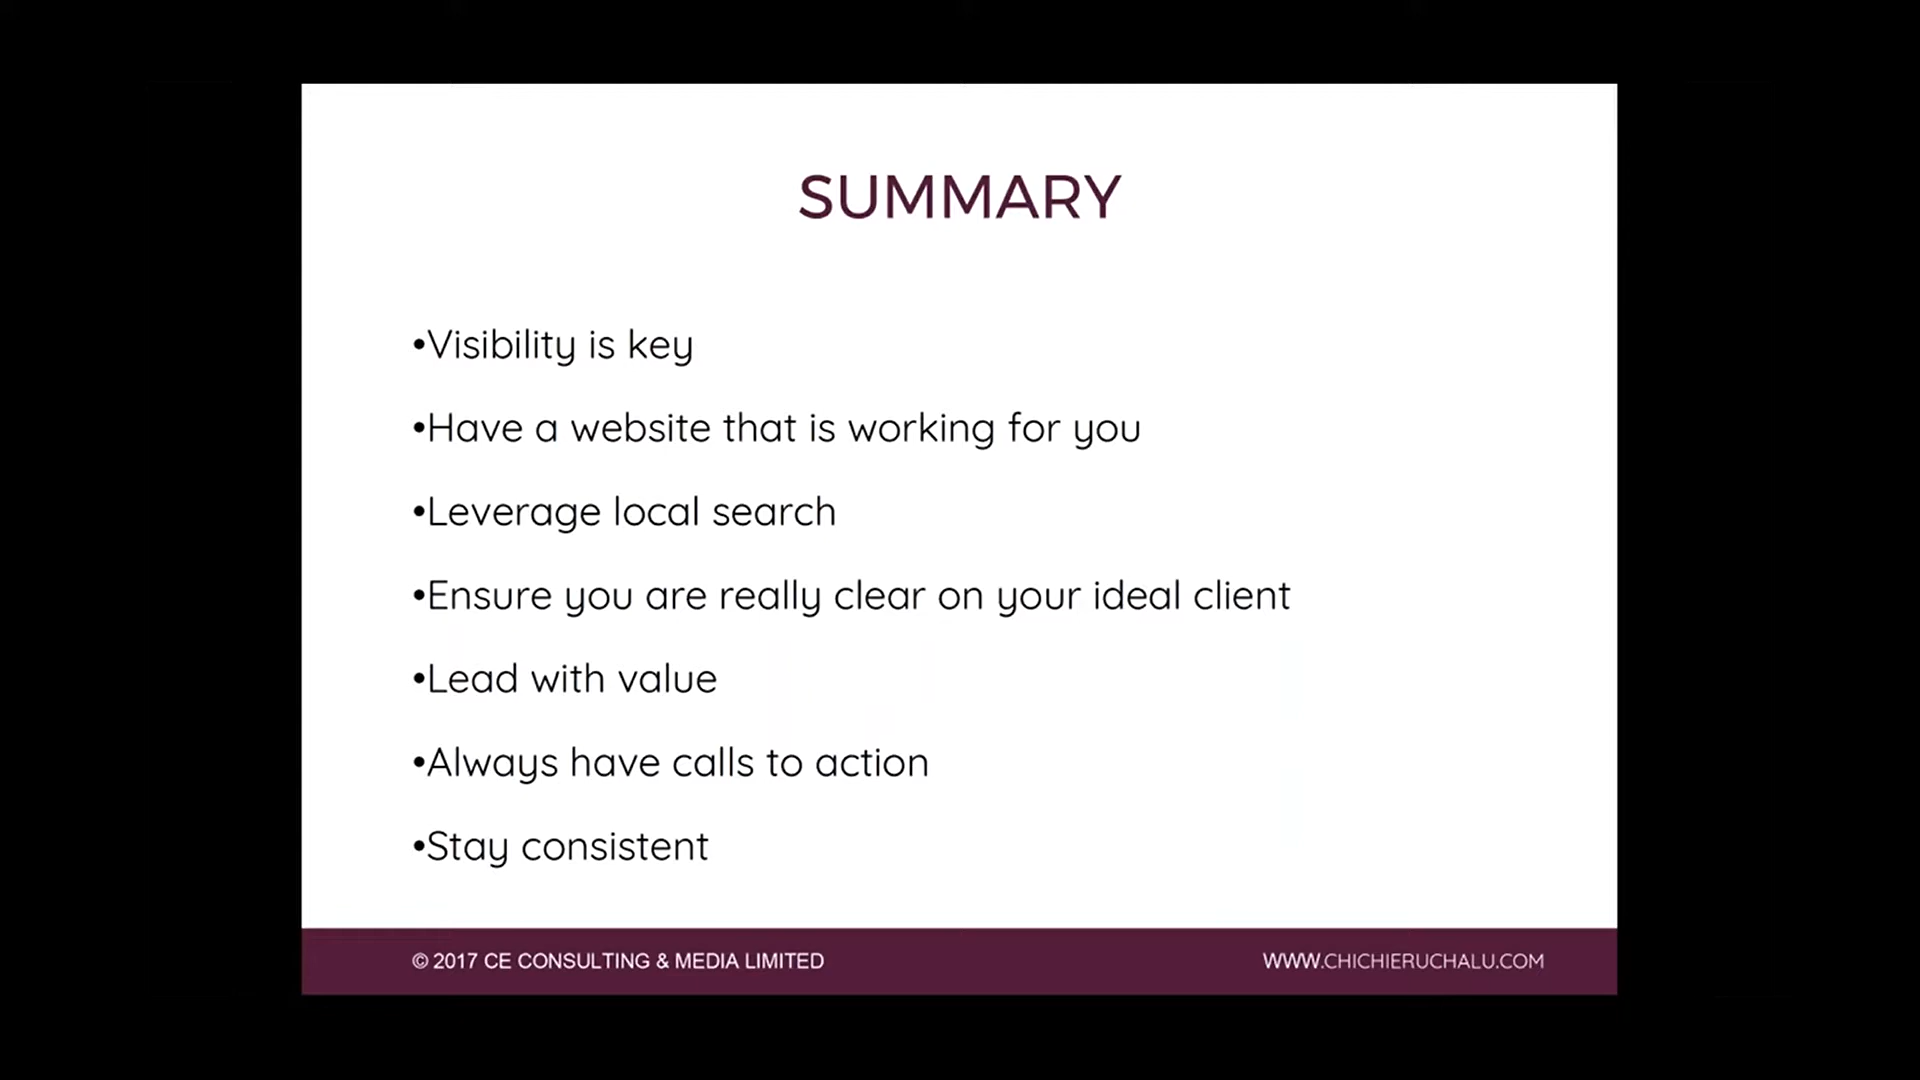 SUMMARY
•Visibility is key
•Have a website that is working for you
•Leverage local search
•Ensure you are really clear on your ideal client
•Lead with value
•Always have calls to action
•Stay consistent
© 2017 CE CONSULTING & MEDIA LIMITED
WWW.CHICHIERUCHALU.COM